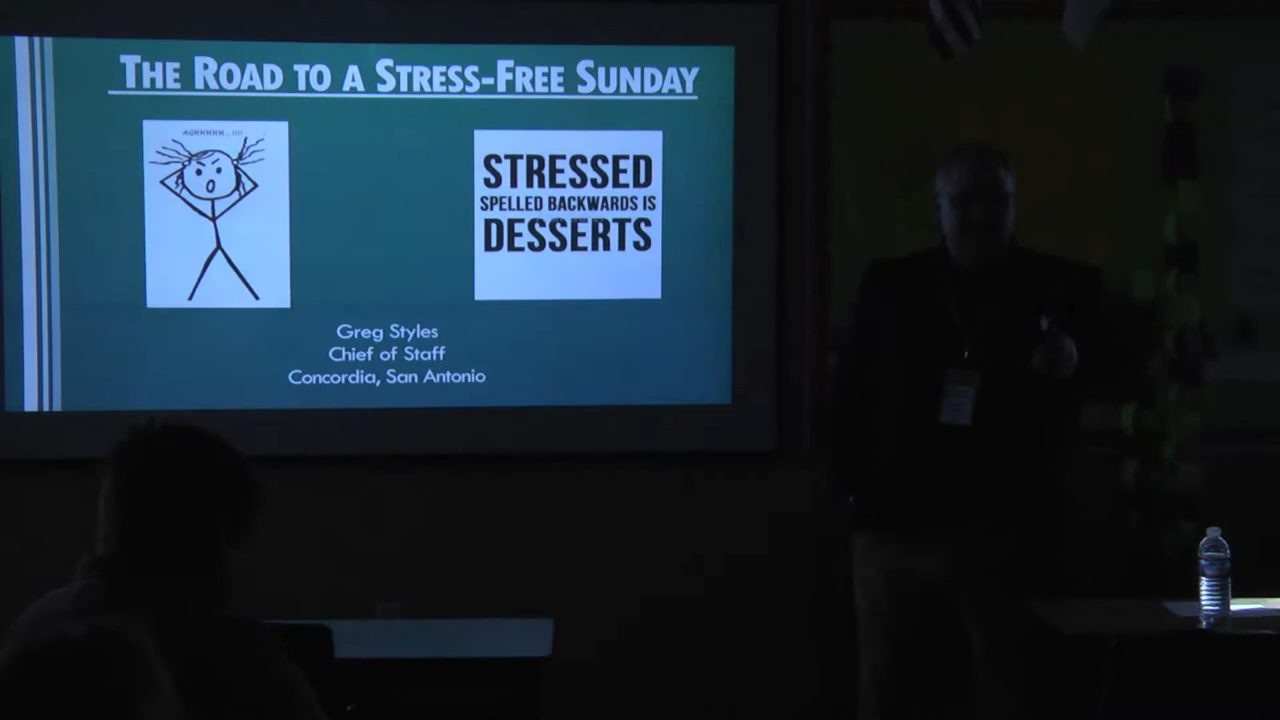 THE ROAD TO A STRESS-FREE SUNDAY
STRESSED
SPELLED BACKWARDS IS
DESSERTS
Greg Styles
Chief of Staff
Concordia, San Antonio